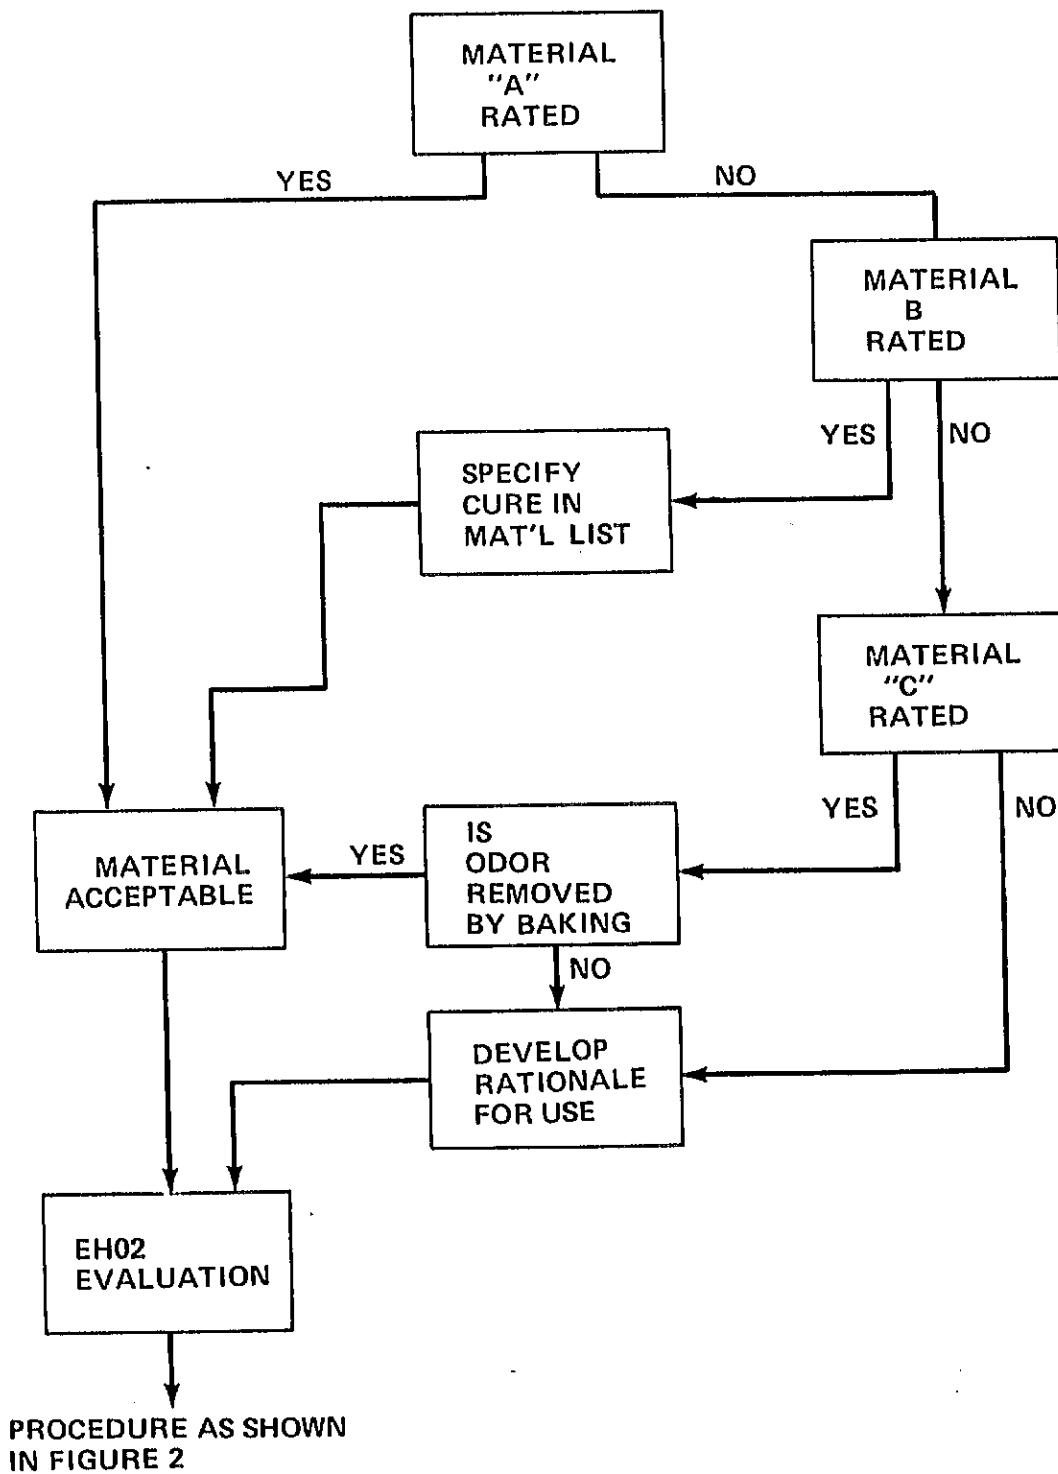 MATERIAL
"A"
RATED
YES
NO
MATERIAL
B
RATED
YES
NO
SPECIFY
CURE IN
MAT'L LIST
MATERIAL
"C"
RATED
YES
NO
IS
ODOR
REMOVED
BY BAKING
YES
MATERIAL
ACCEPTABLE
NO
DEVELOP
RATIONALE
FOR USE
EH02
EVALUATION
PROCEDURE AS SHOWN
IN FIGURE 2